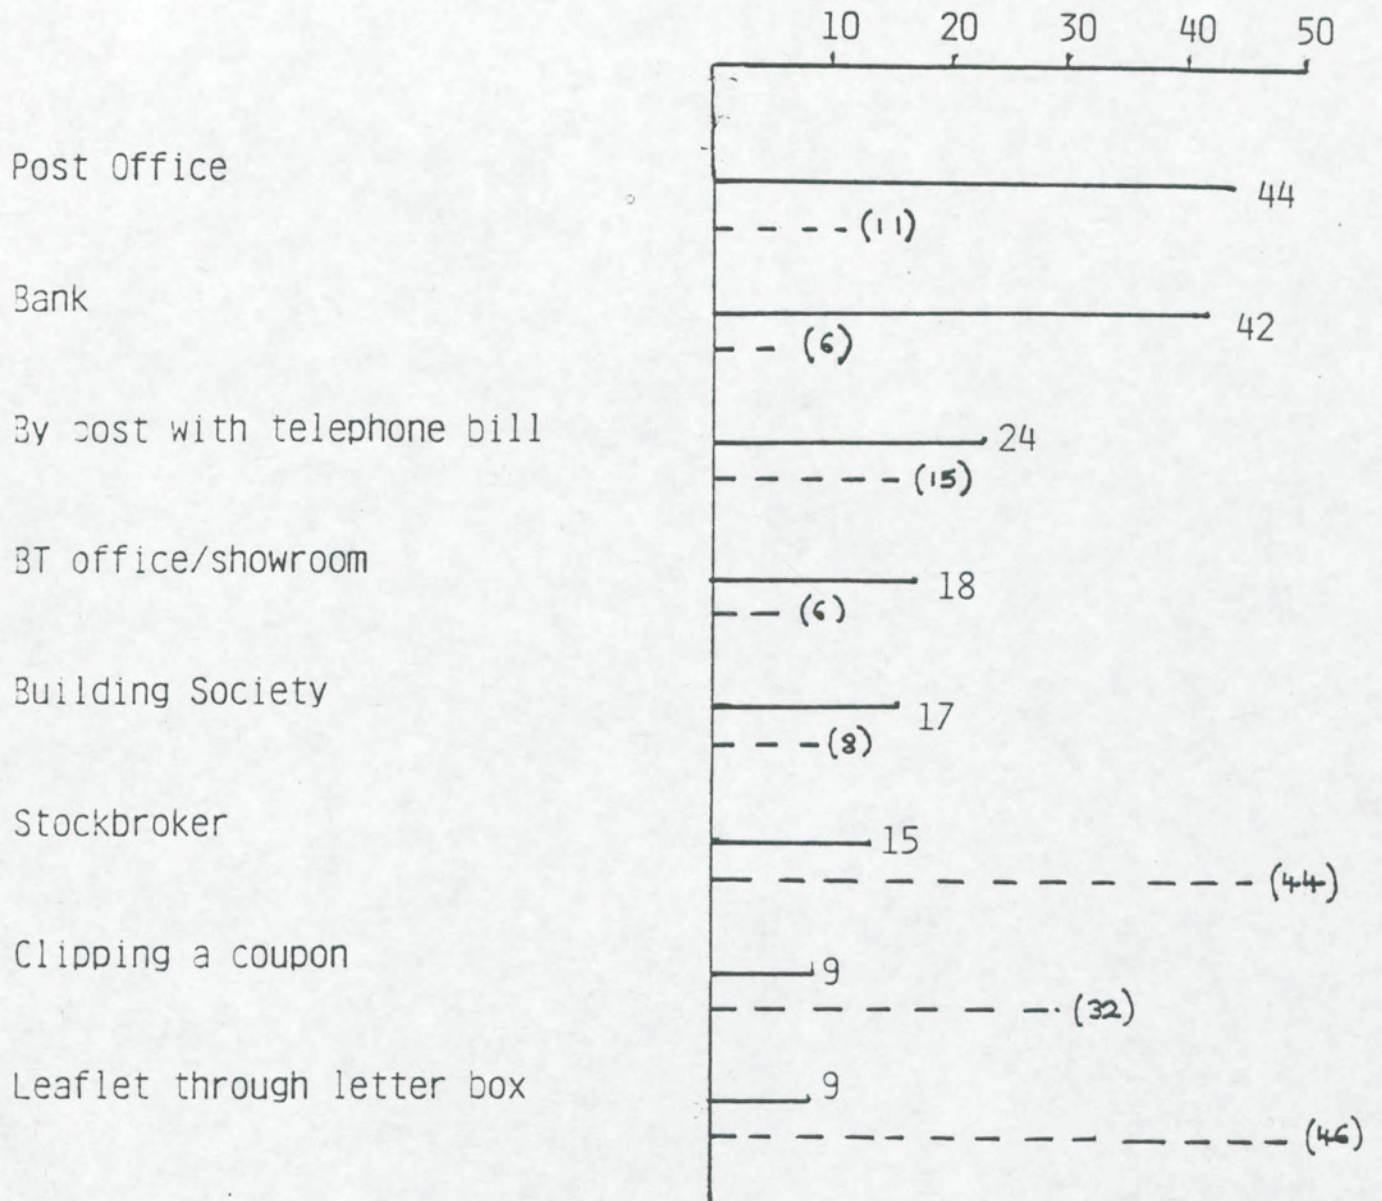 10 20 30 40 50
Post Office
44
(11)
Bank
42
(6)
By post with telephone bill
24
(15)
BT office/showroom
18
(6)
Building Society
17
(8)
Stockbroker
15
(44)
Clipping a coupon
9
(32)
Leaflet through letter box
9
(46)